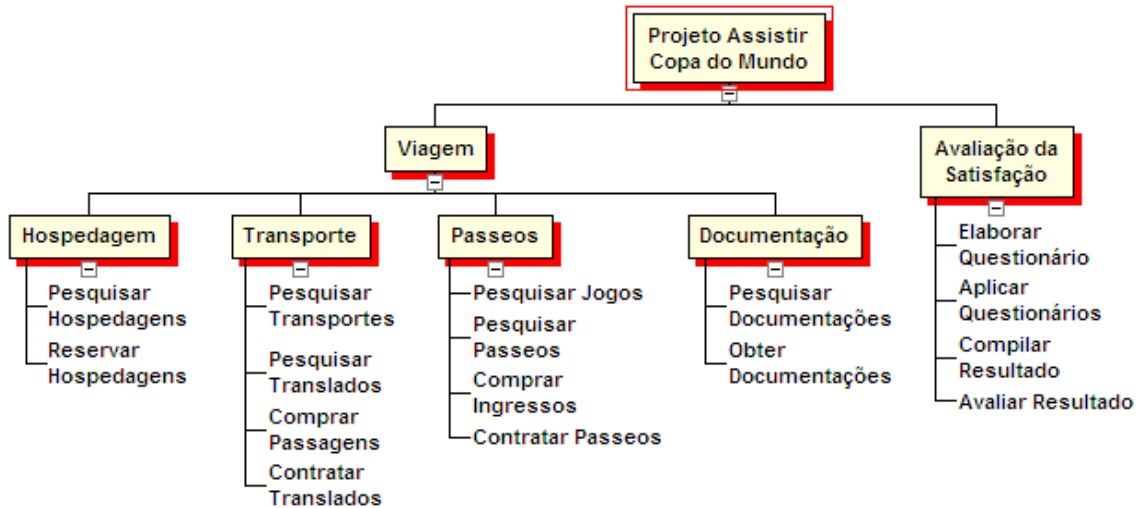 Projeto Assistir
Copa do Mundo
Viagem
Avaliação da
Satisfação
Hospedagem
Transporte
Passeos
Documentação
Pesquisar
Hospedagens
Reservar
Hospedagens
Pesquisar
Transportes
Pesquisar
Translados
Comprar
Passagens
Contratar
Translados
Pesquisar Jogos
Pesquisar
Passeos
Comprar
Ingressos
Contratar Passeos
Pesquisar
Documentações
Obter
Documentações
Elaborar
Questionário
Aplicar
Questionários
Compilar
Resultado
Avaliar Resultado